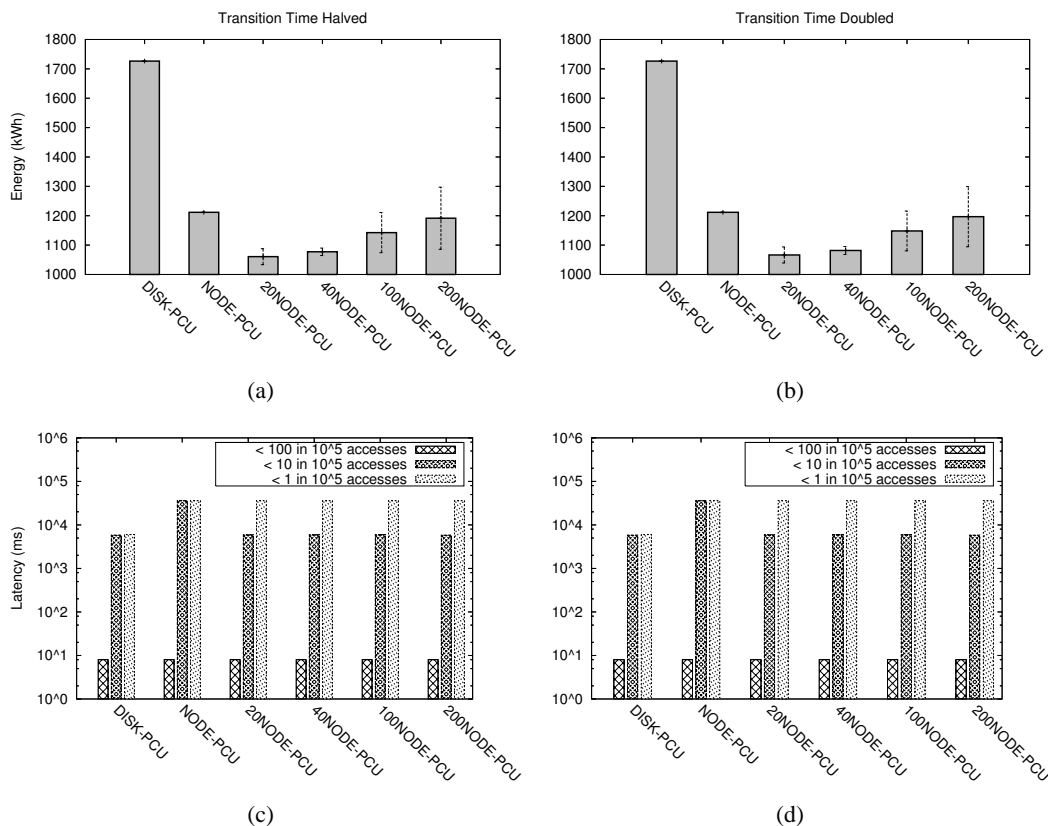 Transition Time Halved
Energy (kWh)
1800
1700
1600
1500
1400
1300
1200
1100
1000
DISK-PCU
NODE-PCU
20NODE-PCU
40NODE-PCU
100NODE-PCU
200NODE-PCU
(a)
Transition Time Doubled
1800
1700
1600
1500
1400
1300
1200
1100
1000
DISK-PCU
NODE-PCU
20NODE-PCU
40NODE-PCU
100NODE-PCU
200NODE-PCU
(b)
Latency (ms)
10^6
10^5
10^4
10^3
10^2
10^1
10^0
< 100 in 10^5 accesses
< 10 in 10^5 accesses
< 1 in 10^5 accesses
DISK-PCU
NODE-PCU
20NODE-PCU
40NODE-PCU
100NODE-PCU
200NODE-PCU
(c)
10^6
10^5
10^4
10^3
10^2
10^1
10^0
< 100 in 10^5 accesses
< 10 in 10^5 accesses
< 1 in 10^5 accesses
DISK-PCU
NODE-PCU
20NODE-PCU
40NODE-PCU
100NODE-PCU
200NODE-PCU
(d)